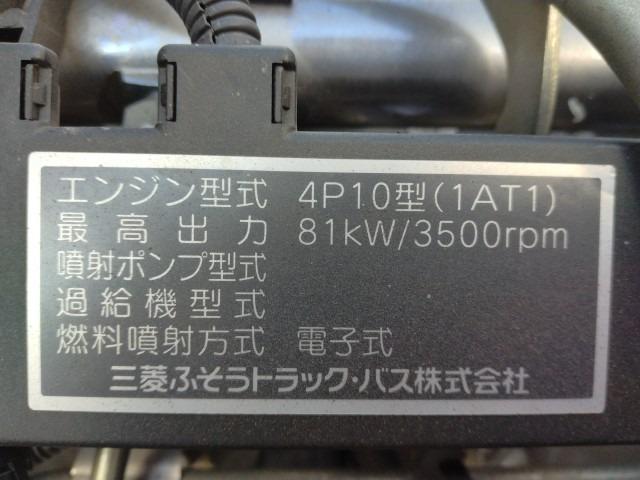 エンジン型式 4P10型(1AT1)
最高出力 81kW/3500rpm
噴射ポンプ型式
過給機型式
燃料噴射方式 電子式
三菱ふそうトラック・バス株式会社